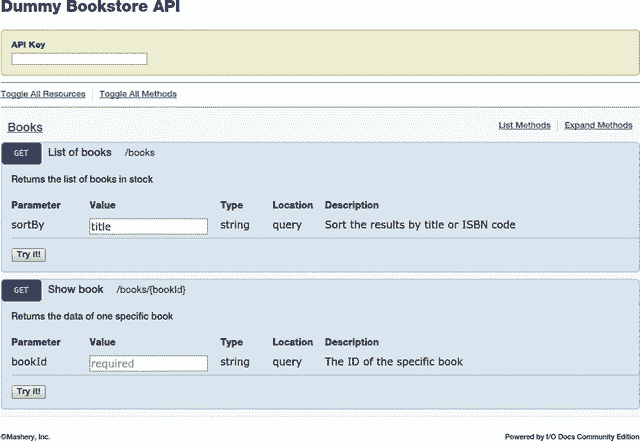 Dummy Bookstore API
API Key
Toggle All Resources Toggle All Methods
Books List Methods Expand Methods
GET List of books /books
Returns the list of books in stock
Parameter Value Type Location Description
sortBy title string query Sort the results by title or ISBN code
Try it!
GET Show book /books/{bookId}
Returns the data of one specific book
Parameter Value Type Location Description
bookId required string query The ID of the specific book
Try it!
©Mashery, Inc. Powered by I/O Docs Community Edition